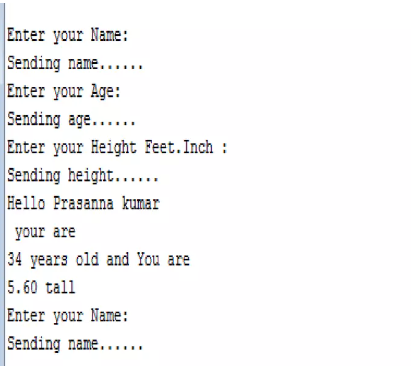 Enter your Name:
Sending name......
Enter your Age:
Sending age......
Enter your Height Feet.Inch :
Sending height......
Hello Prasanna kumar
your are
34 years old and You are
5.60 tall
Enter your Name:
Sending name......